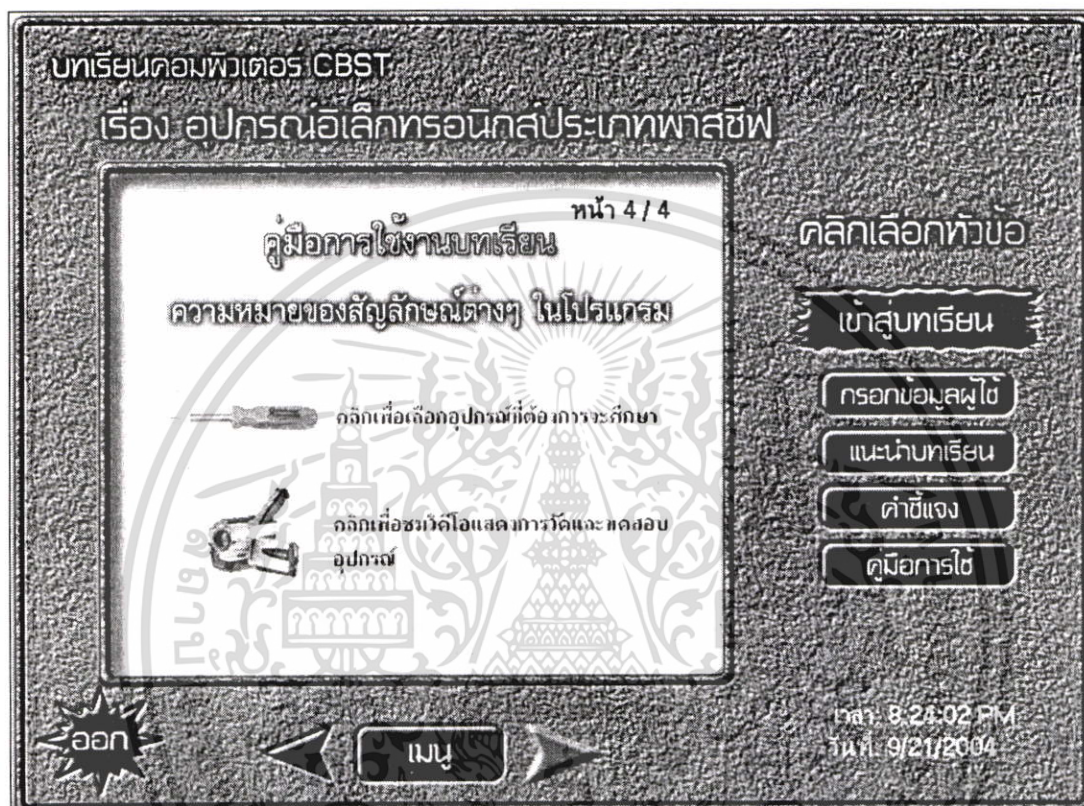 บทเรียนคอมพิวเตอร์ CBST
เรื่อง อุปกรณ์อิเล็กทรอนิกส์ประเภทพาสซีฟ
หน้า 4 / 4
คู่มือการใช้งานบทเรียน
ความหมายของสัญลักษณ์ต่างๆ ในโปรแกรม
คลิกเพื่อเลือกอุปกรณ์ที่ต้องการจะศึกษา
คลิกเพื่อชมวีดีโอแสดงการวัดและทดสอบ
อุปกรณ์
คลิกเลือกหัวข้อ
เข้าสู่บทเรียน
กรอกข้อมูลผู้ใช้
แนะนำบทเรียน
คำชี้แจง
คู่มือการใช้
ออก
เมนู
เวลา: 8:24:02 PM
วันที่: 9/21/2004